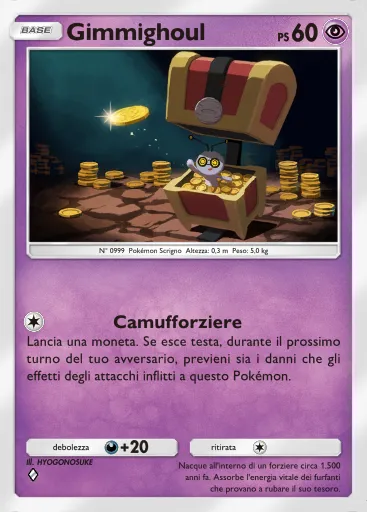 BASE Gimmighoul PS 60
N° 0999 Pokémon Scrigno Altezza: 0,3 m Peso: 5,0 kg
Camufforziere
Lancia una moneta. Se esce testa, durante il prossimo
turno del tuo avversario, previeni sia i danni che gli
effetti degli attacchi inflitti a questo Pokémon.
debolezza +20 ritirata
Ill. HYOGONOSUKE
Nacque all'interno di un forziere circa 1.500
anni fa. Assorbe l'energia vitale dei furfanti
che provano a rubare il suo tesoro.